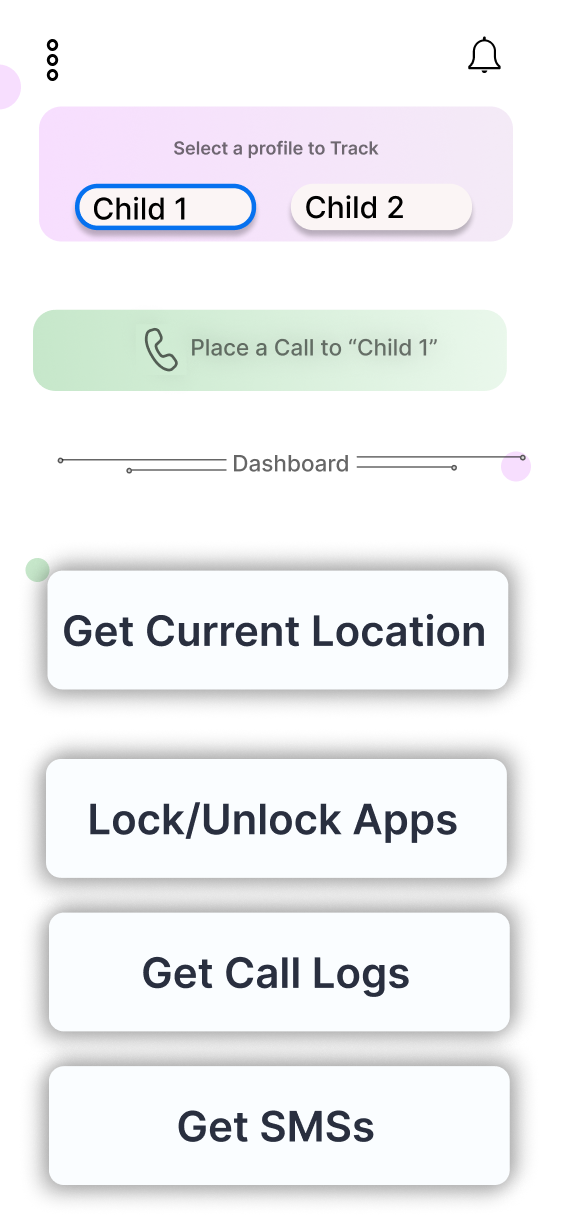 Select a profile to Track
Child 1
Child 2
Place a Call to “Child 1”
Dashboard
Get Current Location
Lock/Unlock Apps
Get Call Logs
Get SMSs